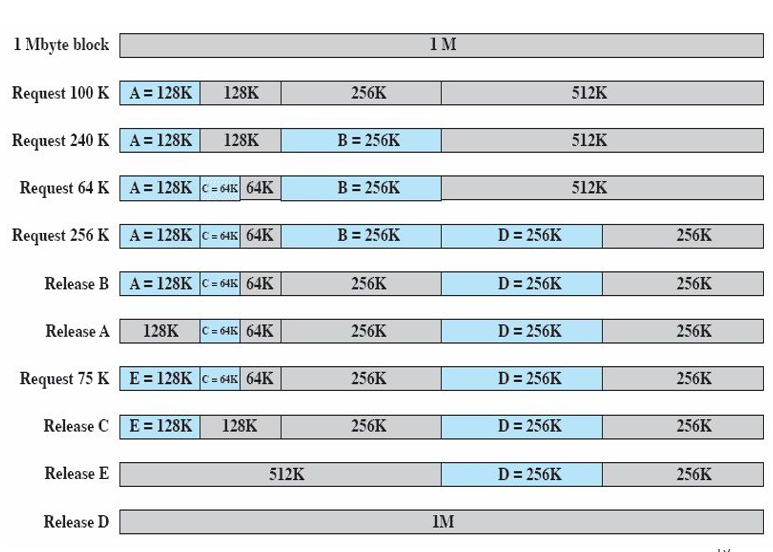 1 Mbyte block 1 M
Request 100 K A = 128K 128K 256K 512K
Request 240 K A = 128K 128K B = 256K 512K
Request 64 K A = 128K C = 64K 64K B = 256K 512K
Request 256 K A = 128K C = 64K 64K B = 256K D = 256K 256K
Release B A = 128K C = 64K 64K 256K D = 256K 256K
Release A 128K C = 64K 64K 256K D = 256K 256K
Request 75 K E = 128K C = 64K 64K 256K D = 256K 256K
Release C E = 128K 128K 256K D = 256K 256K
Release E 512K D = 256K 256K
Release D 1M